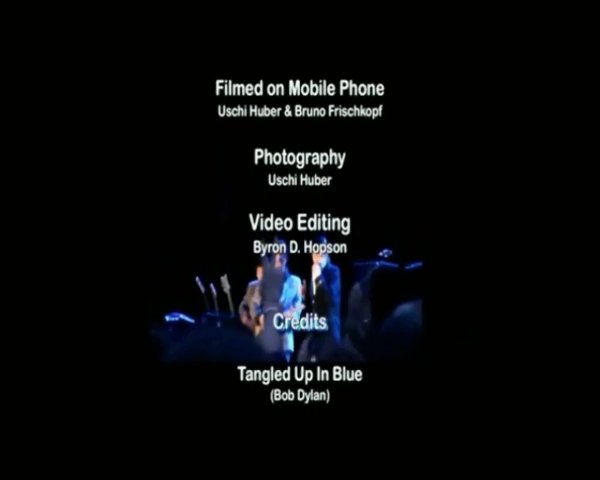 Filmed on Mobile Phone
Uschi Huber & Bruno Frischkopf
Photography
Uschi Huber
Video Editing
Byron D. Hopson
Credits
Tangled Up In Blue
(Bob Dylan)